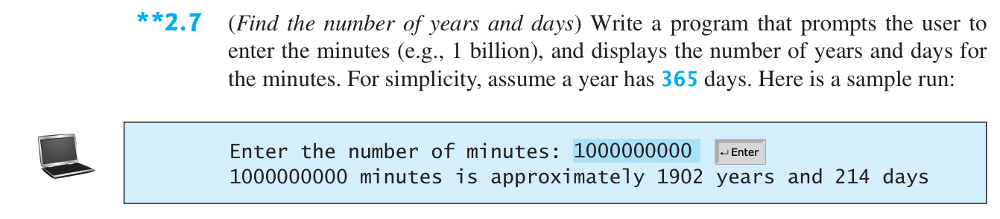 **2.7 (Find the number of years and days) Write a program that prompts the user to
enter the minutes (e.g., 1 billion), and displays the number of years and days for
the minutes. For simplicity, assume a year has 365 days. Here is a sample run:
Enter the number of minutes: 1000000000 ↵Enter
1000000000 minutes is approximately 1902 years and 214 days